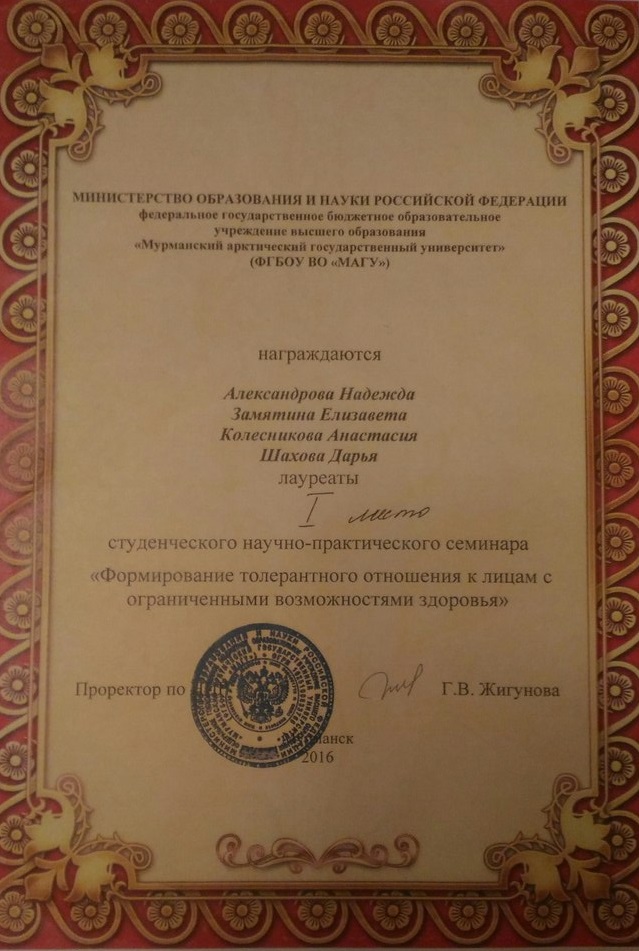 МИНИСТЕРСТВО ОБРАЗОВАНИЯ И НАУКИ РОССИЙСКОЙ ФЕДЕРАЦИИ
федеральное государственное бюджетное образовательное
учреждение высшего образования
«Мурманский арктический государственный университет»
(ФГБОУ ВО «МАГУ»)
награждаются
Александрова Надежда
Замятина Елизавета
Колесникова Анастасия
Шахова Дарья
лауреаты
I место
студенческого научно-практического семинара
«Формирование толерантного отношения к лицам с
ограниченными возможностями здоровья»
Проректор по Г.В. Жигунова
2016